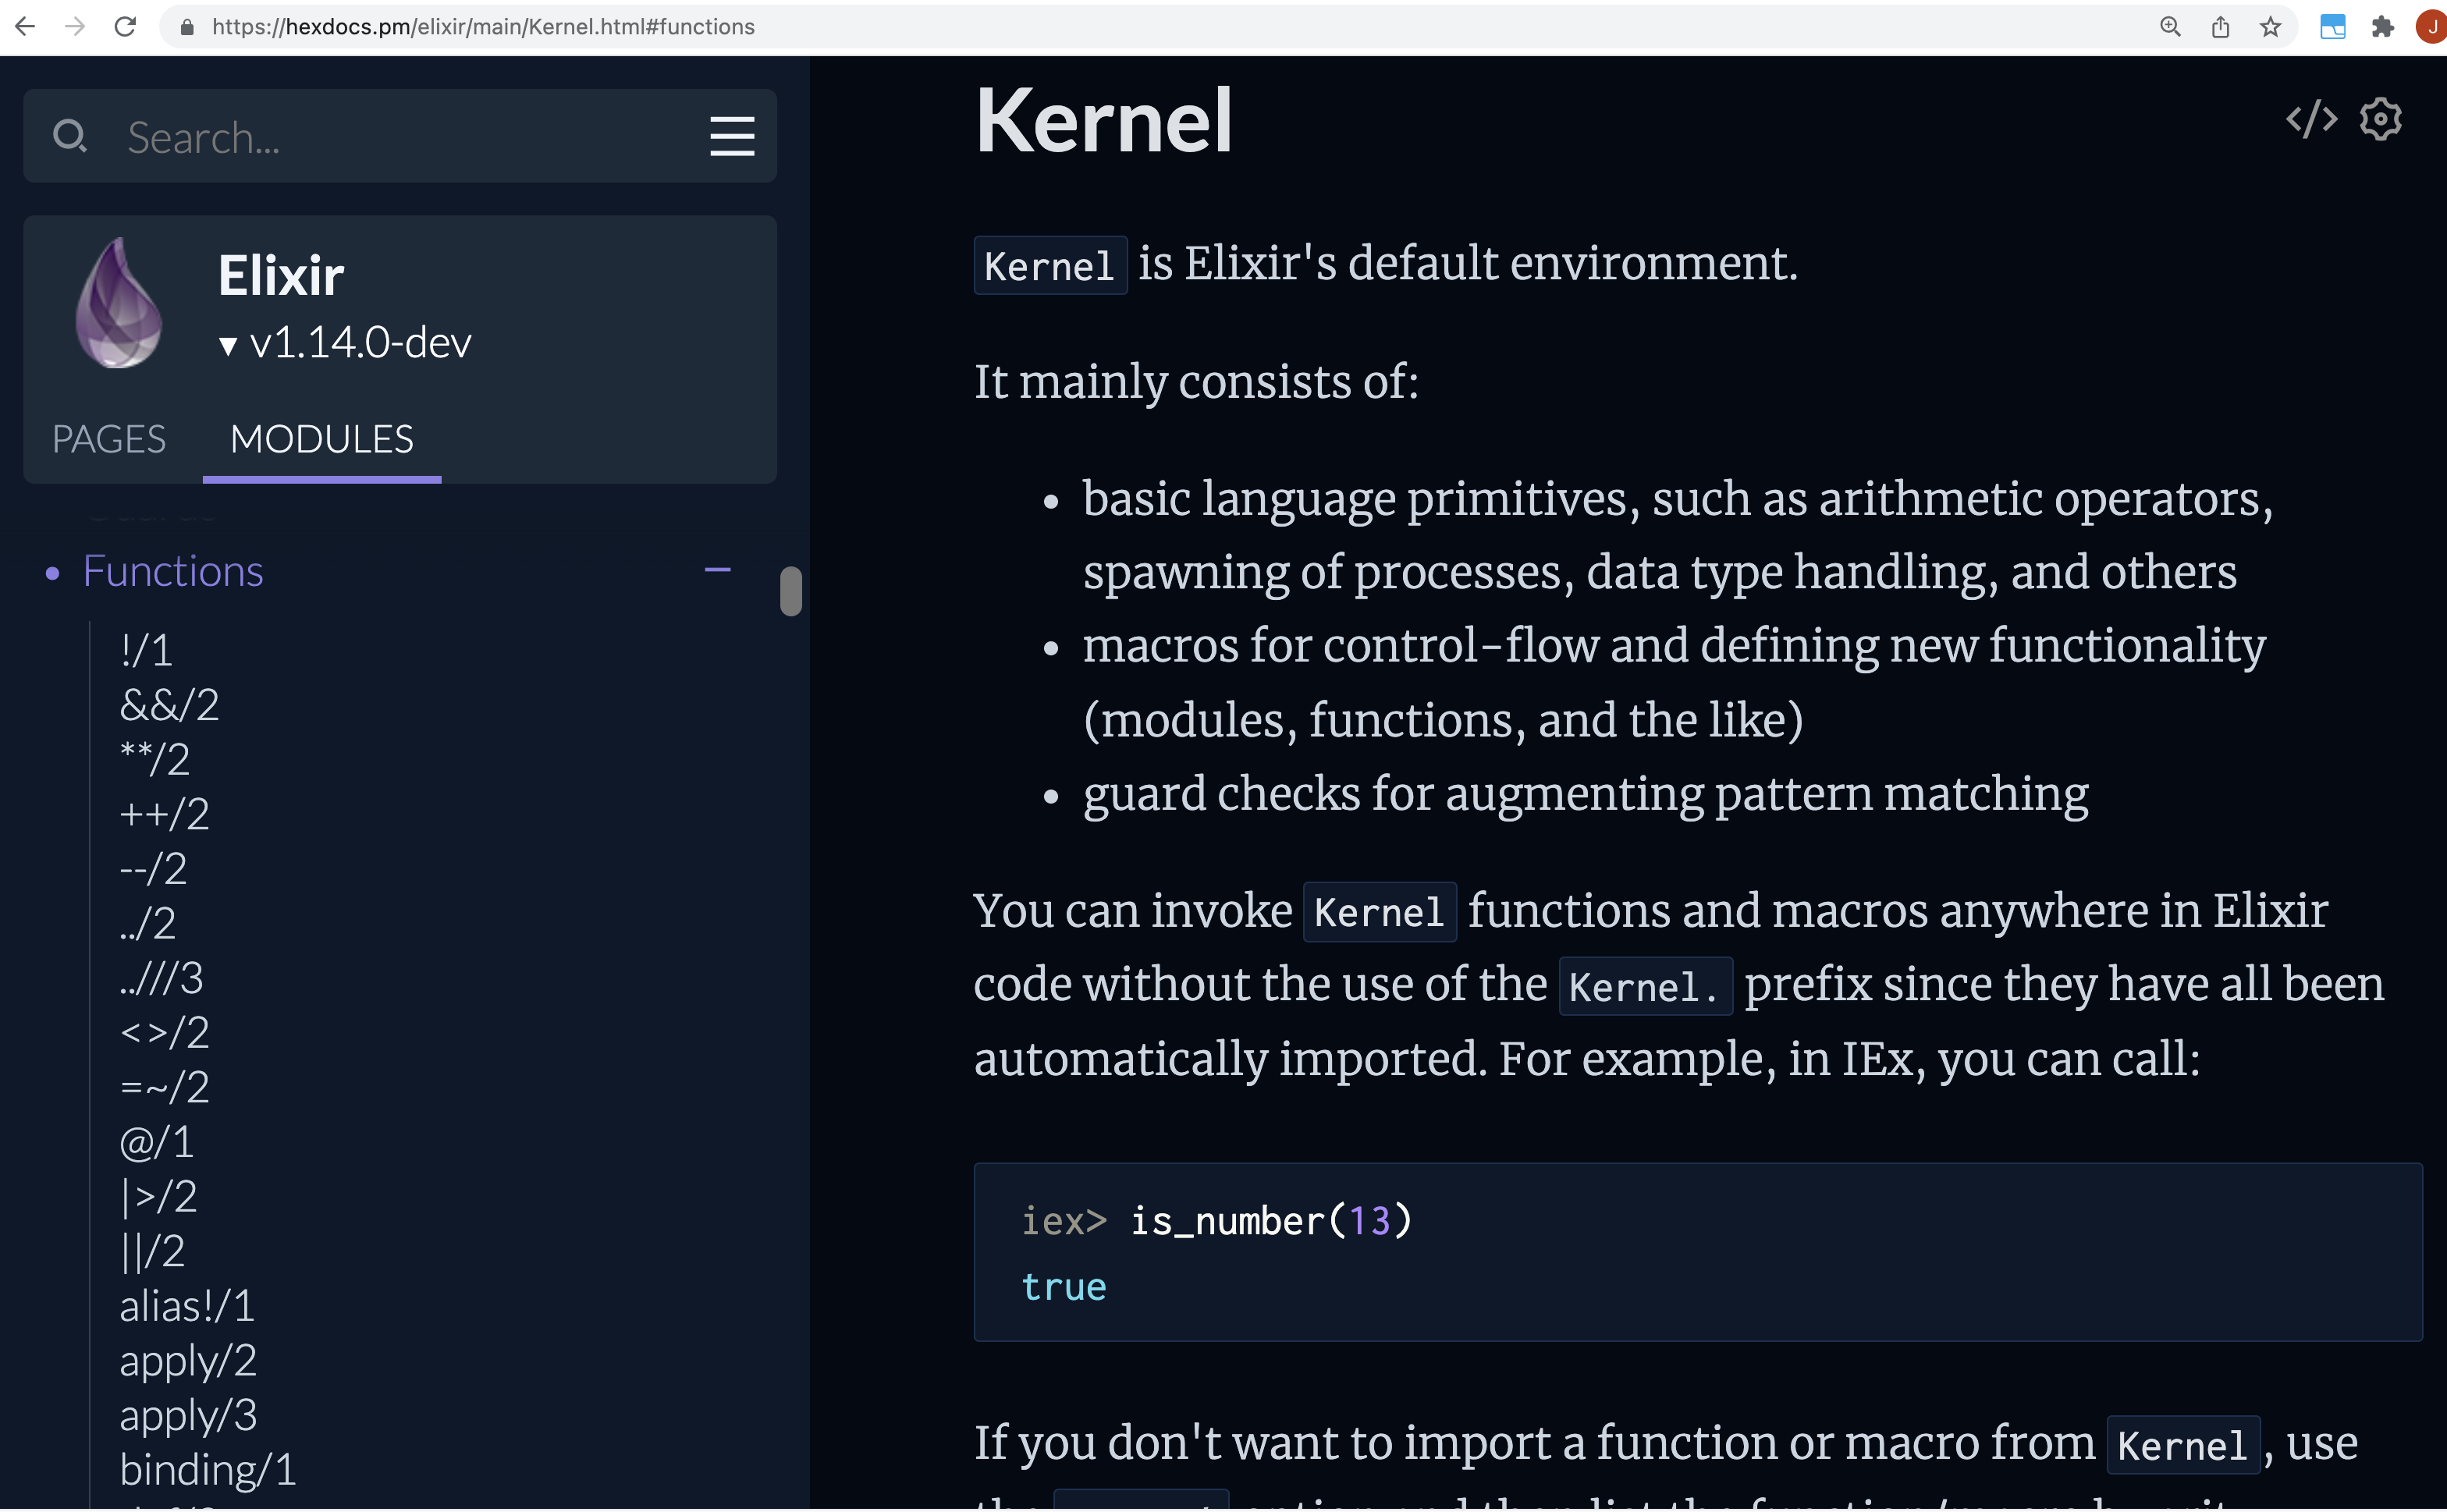 https://hexdocs.pm/elixir/main/Kernel.html#functions
J
Search...
Elixir
▾ v1.14.0-dev
PAGES MODULES
• Functions
!/1
&&/2
**/2
++/2
--/2
../2
..///3
<>/2
=~/2
@/1
|>/2
||/2
alias!/1
apply/2
apply/3
binding/1
Kernel
</>
Kernel is Elixir's default environment.
It mainly consists of:
• basic language primitives, such as arithmetic operators,
spawning of processes, data type handling, and others
• macros for control-flow and defining new functionality
(modules, functions, and the like)
• guard checks for augmenting pattern matching
You can invoke Kernel functions and macros anywhere in Elixir
code without the use of the Kernel. prefix since they have all been
automatically imported. For example, in IEx, you can call:
iex> is_number(13)
true
If you don't want to import a function or macro from Kernel, use